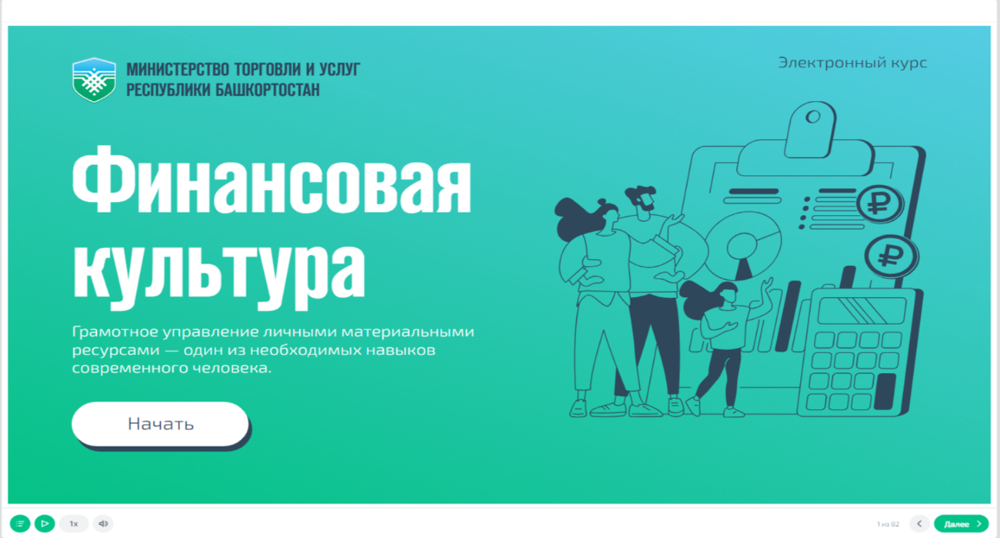 МИНИСТЕРСТВО ТОРГОВЛИ И УСЛУГ
РЕСПУБЛИКИ БАШКОРТОСТАН
Электронный курс
Финансовая
культура
Грамотное управление личными материальными
ресурсами — один из необходимых навыков
современного человека.
Начать
1x
1 из 82
Далее